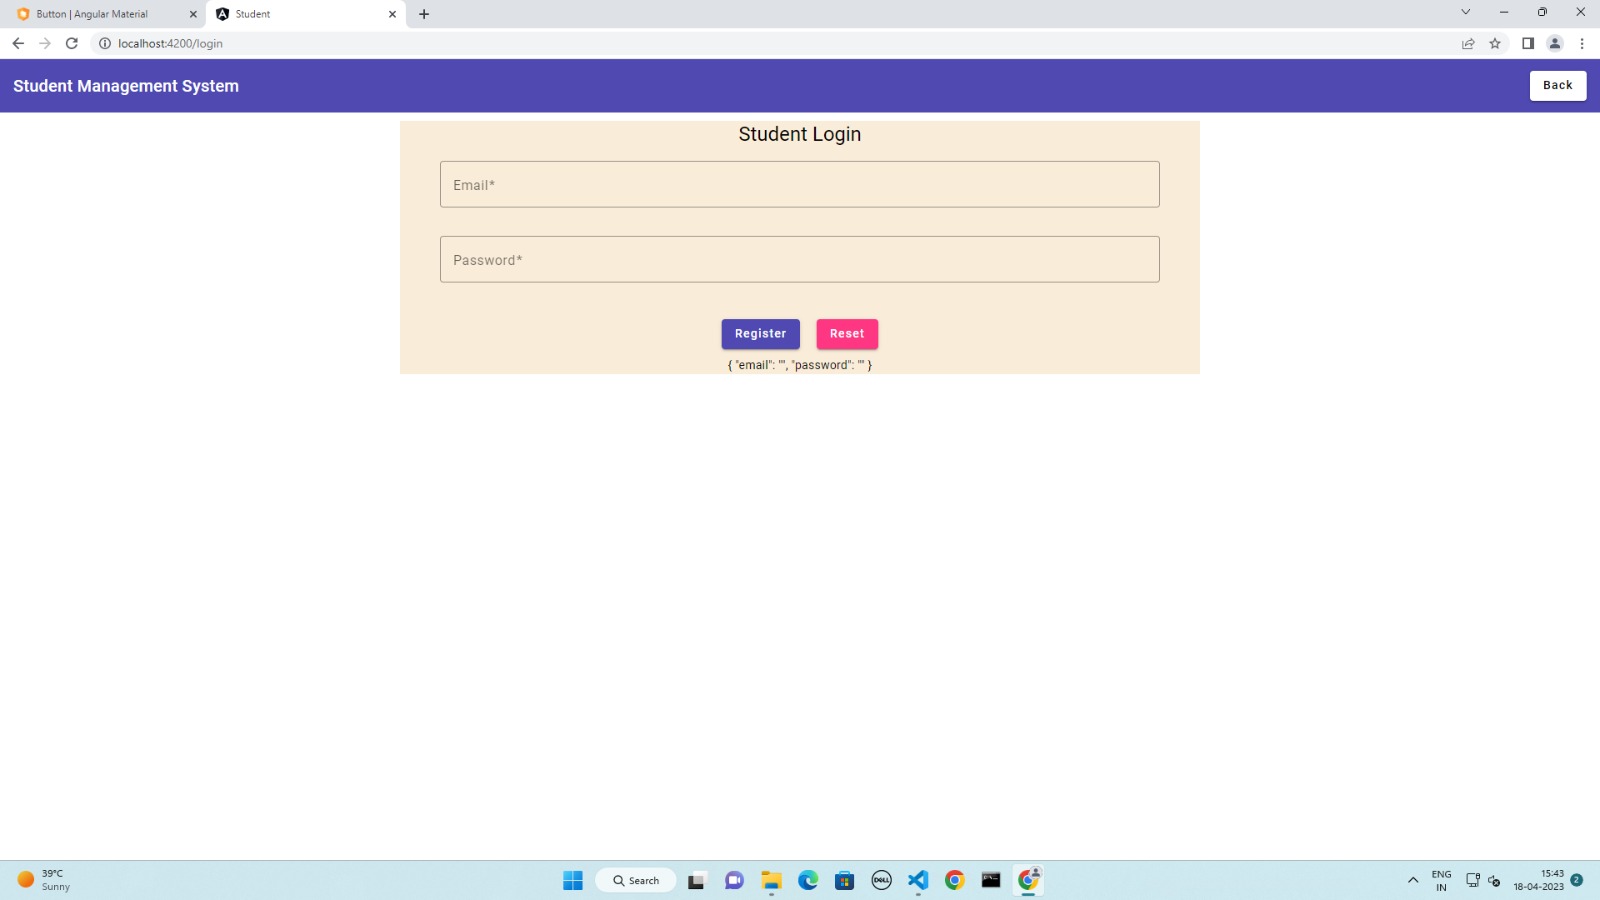 Button | Angular Material
Student
localhost:4200/login
Student Management System
Back
Student Login
Email*
Password*
Register
Reset
{ "email": "", "password": "" }
39°C
Sunny
Search
DELL
ENG
IN
15:43
18-04-2023
2